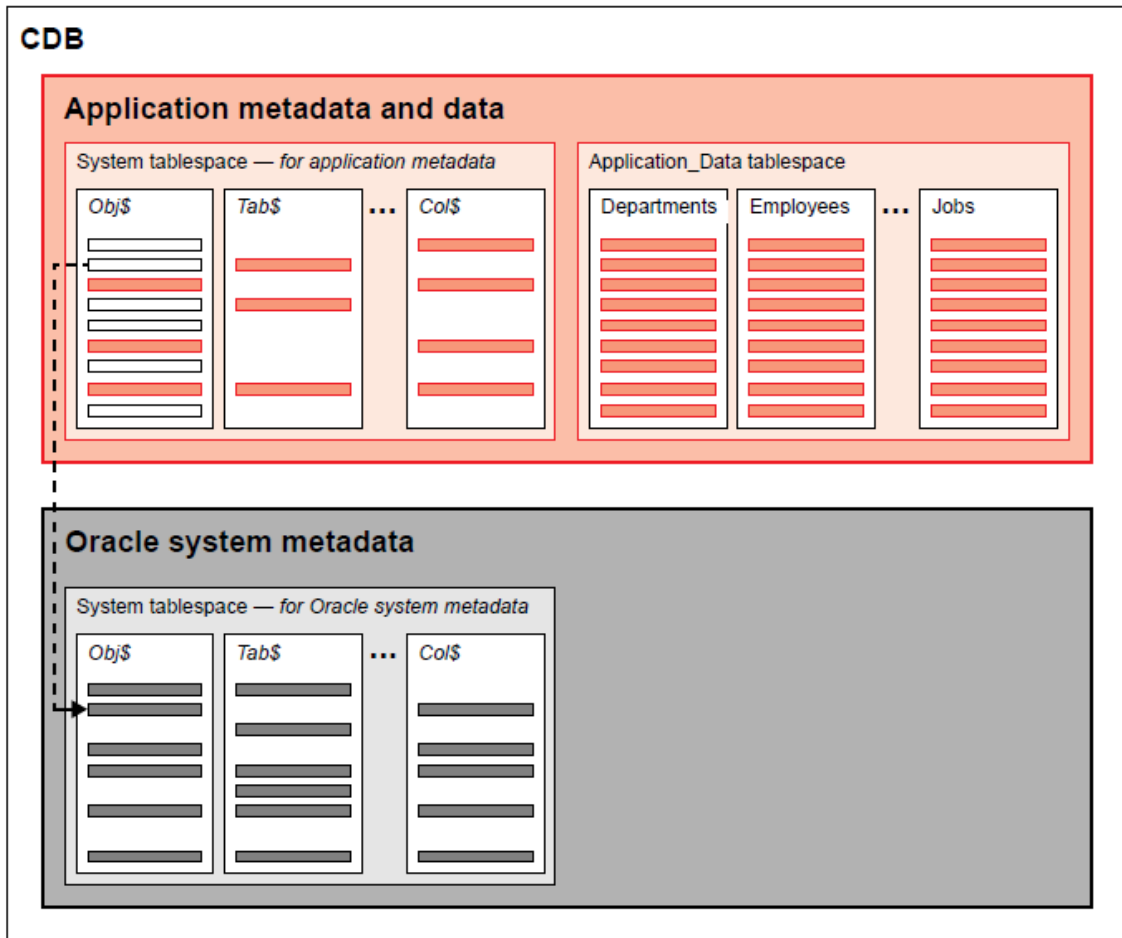 CDB
Application metadata and data
System tablespace — for application metadata
Obj$
Tab$
...
Col$
Application_Data tablespace
Departments
Employees
...
Jobs
Oracle system metadata
System tablespace — for Oracle system metadata
Obj$
Tab$
...
Col$